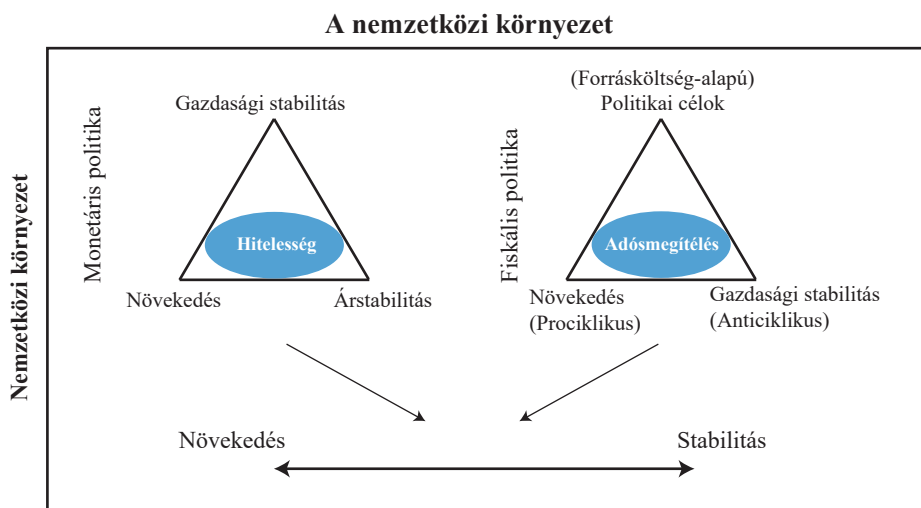 A nemzetközi környezet
Nemzetközi környezet
Monetáris politika
Gazdasági stabilitás
Hitelesség
Növekedés
Árstabilitás
Fiskális politika
(Forrásköltség-alapú)
Politikai célok
Adósmegítélés
Növekedés
(Prociklikus)
Gazdasági stabilitás
(Anticiklikus)
Növekedés
Stabilitás